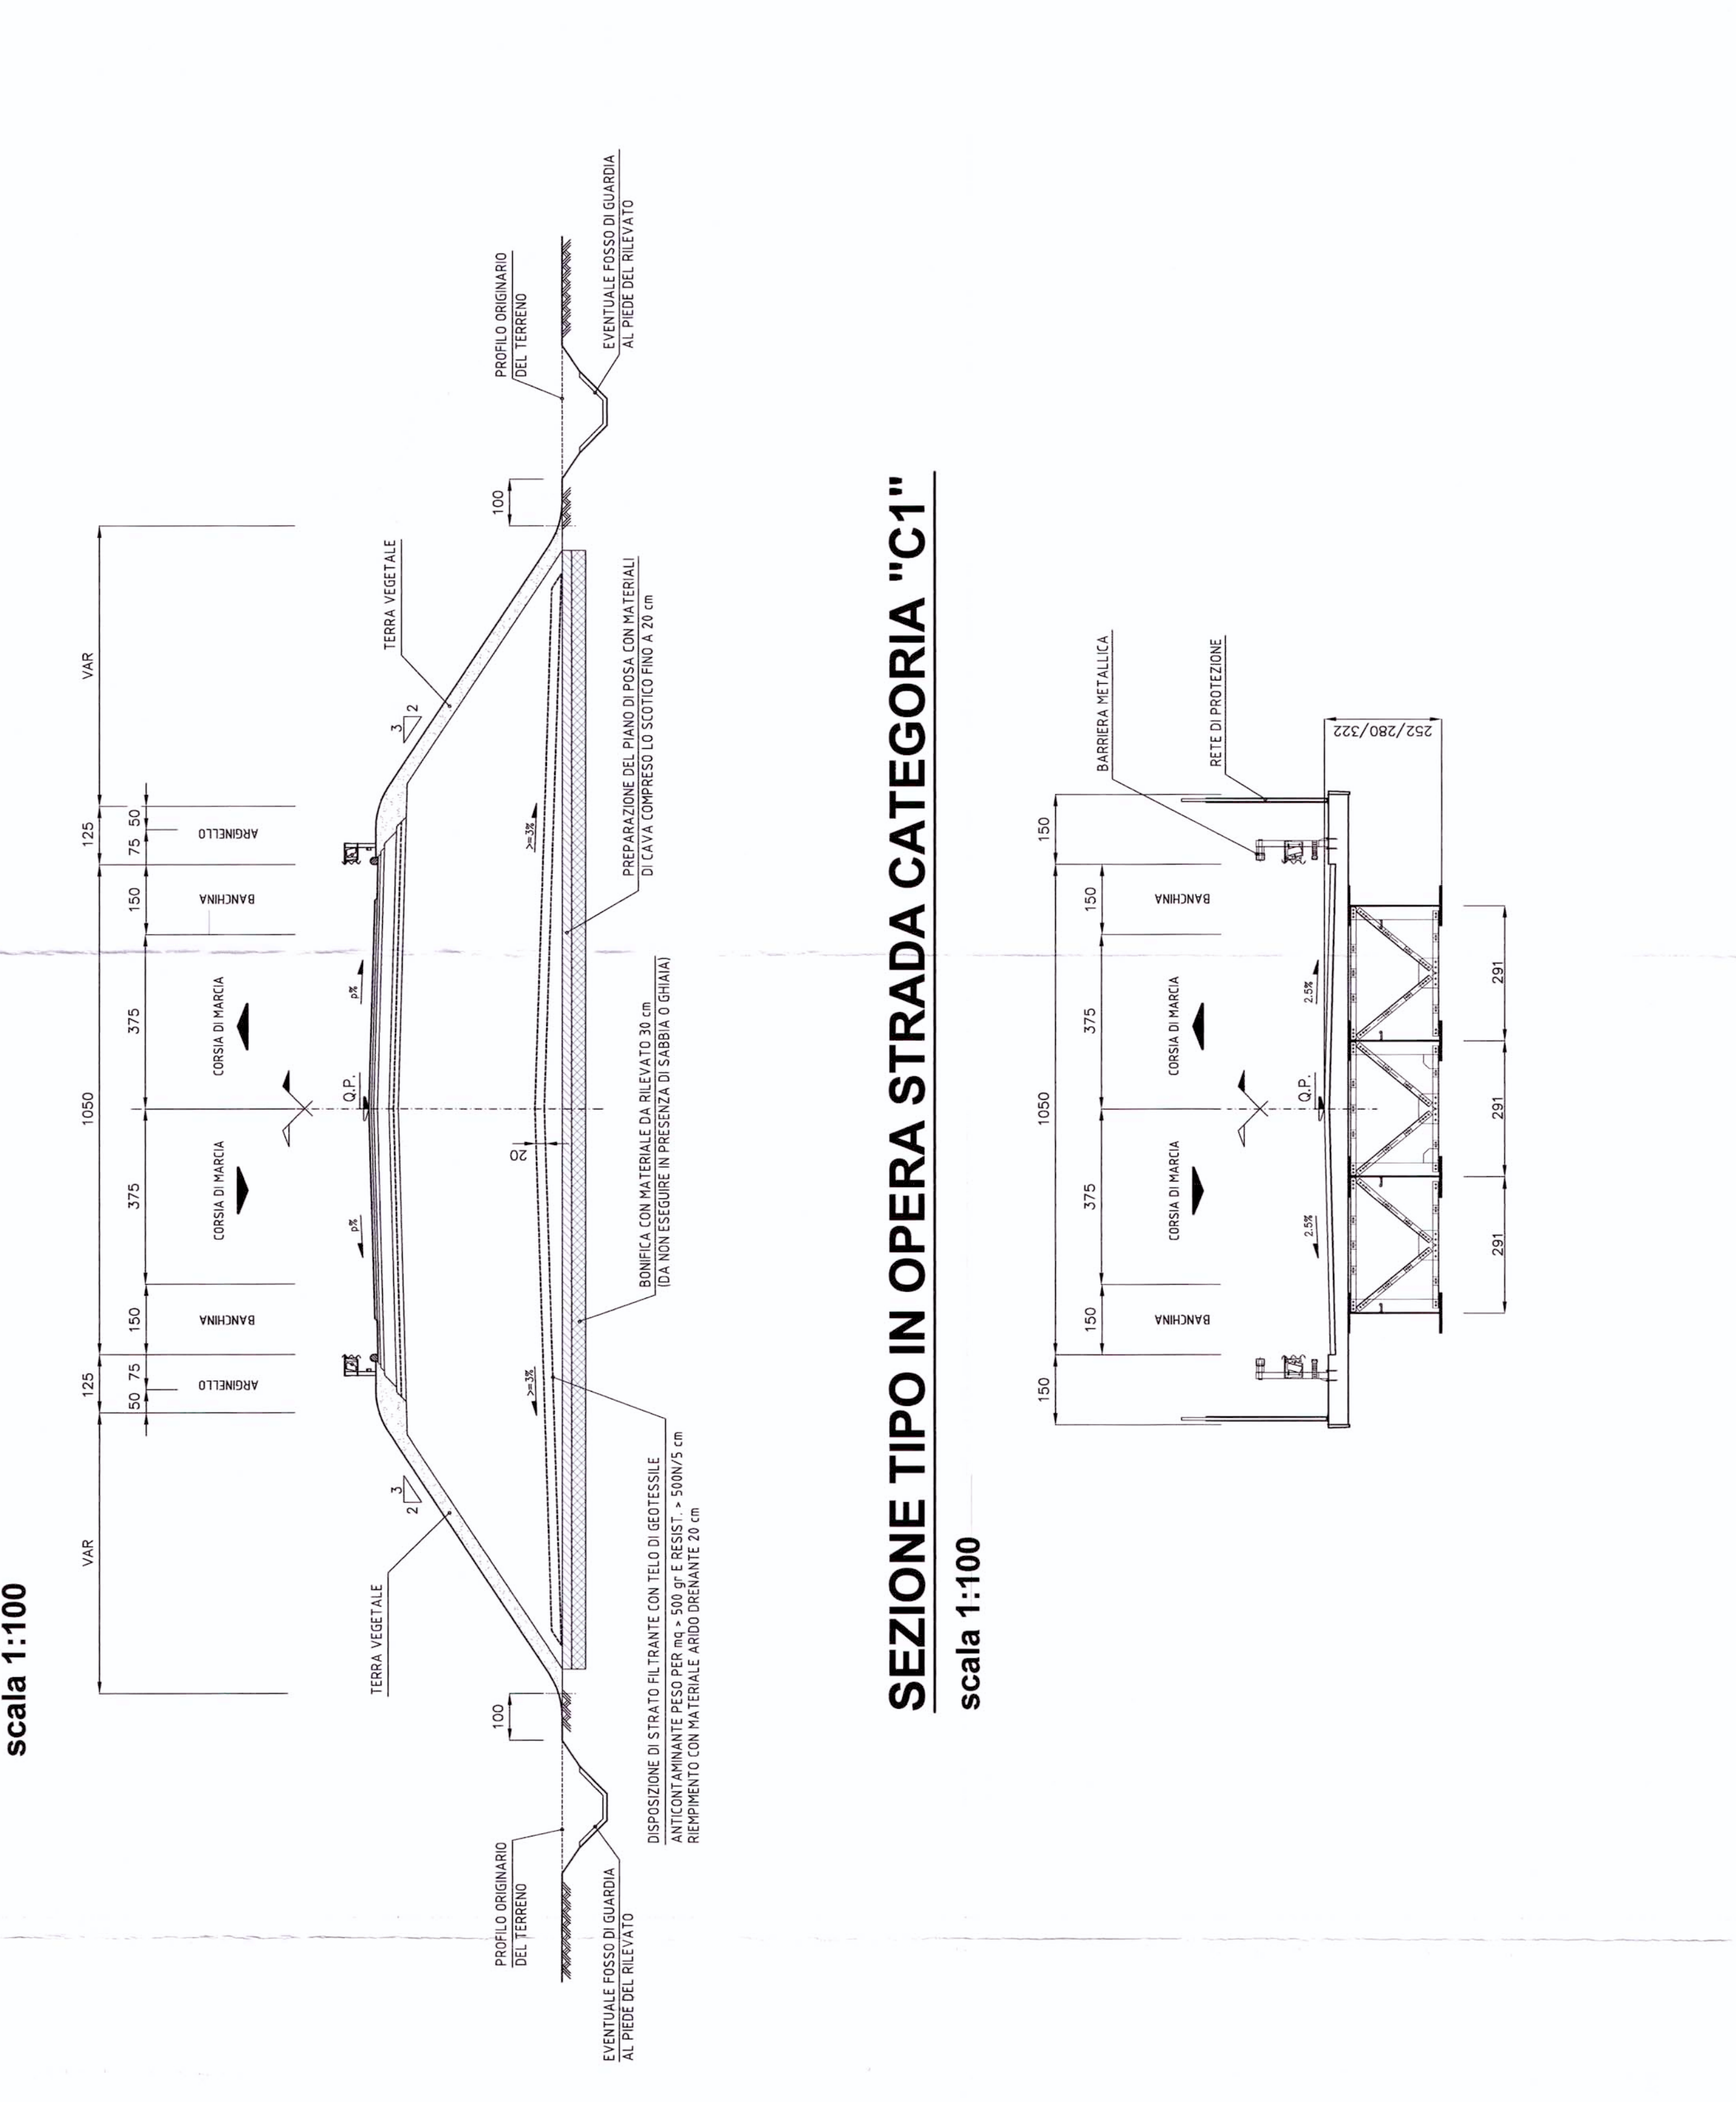 scala 1:100
VAR
125
1050
125
VAR
50
75
150
375
375
150
75
50
ARGINELLO
BANCHINA
CORSIA DI MARCIA
CORSIA DI MARCIA
BANCHINA
ARGINELLO
p%
Q.P.
p%
3
2
3
2
TERRA VEGETALE
TERRA VEGETALE
>=3%
20
>=3%
100
100
PROFILO ORIGINARIO
DEL TERRENO
PROFILO ORIGINARIO
DEL TERRENO
EVENTUALE FOSSO DI GUARDIA
AL PIEDE DEL RILEVATO
EVENTUALE FOSSO DI GUARDIA
AL PIEDE DEL RILEVATO
DISPOSIZIONE DI STRATO FILTRANTE CON TELO DI GEOTESSILE
ANTICONTAMINANTE PESO PER mq > 500 gr E RESIST. > 500N/5 cm
RIEMPIMENTO CON MATERIALE ARIDO DRENANTE 20 cm
BONIFICA CON MATERIALE DA RILEVATO 30 cm
(DA NON ESEGUIRE IN PRESENZA DI SABBIA O GHIAIA)
PREPARAZIONE DEL PIANO DI POSA CON MATERIALI
DI CAVA COMPRESO LO SCOTICO FINO A 20 cm
SEZIONE TIPO IN OPERA STRADA CATEGORIA "C1"
scala 1:100
150
1050
150
150
375
375
150
BANCHINA
CORSIA DI MARCIA
CORSIA DI MARCIA
BANCHINA
BARRIERA METALLICA
RETE DI PROTEZIONE
2.5%
Q.P.
2.5%
252/280/322
291
291
291